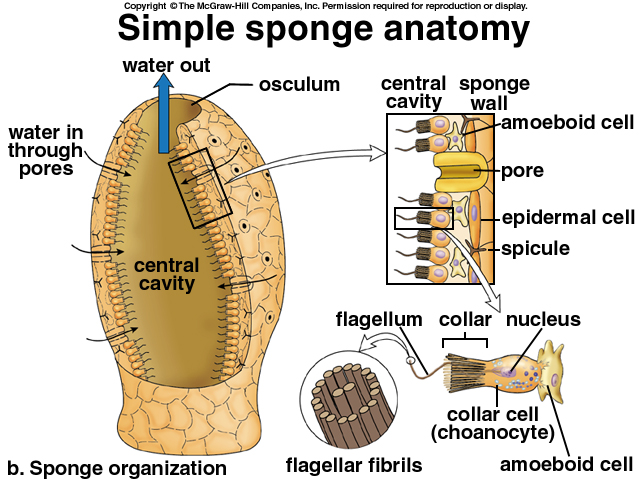 Copyright © The McGraw-Hill Companies, Inc. Permission required for reproduction or display.
Simple sponge anatomy
water out
osculum
water in
through
pores
central
cavity
central
cavity
sponge
wall
amoeboid cell
pore
epidermal cell
spicule
flagellum
collar
nucleus
collar cell
(choanocyte)
flagellar fibrils
amoeboid cell
b. Sponge organization